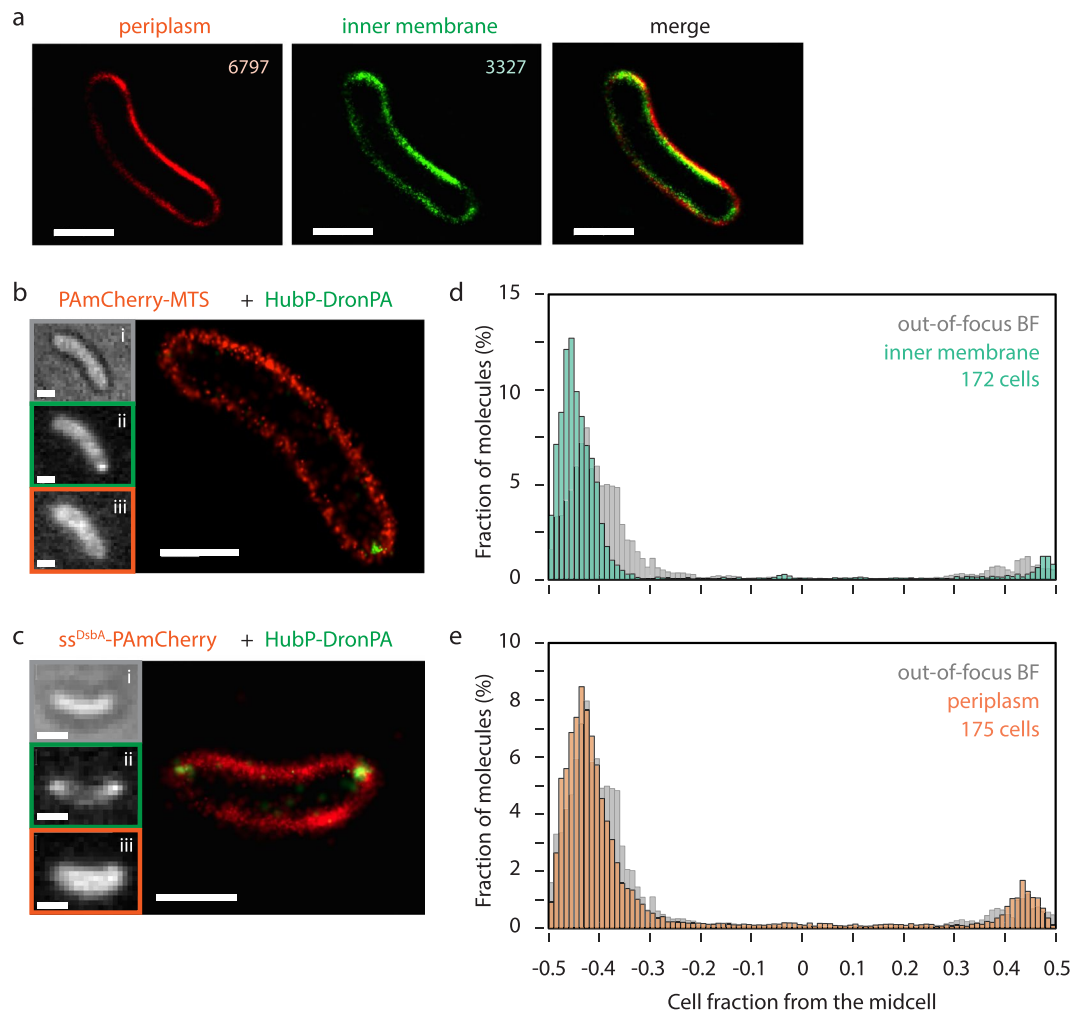 a
periplasm
inner membrane
merge
6797
3327
b
PAmCherry-MTS + HubP-DronPA
i
ii
iii
c
ss^DsbA-PAmCherry + HubP-DronPA
i
ii
iii
d
15
10
5
0
Fraction of molecules (%)
out-of-focus BF
inner membrane
172 cells
e
10
8
6
4
2
0
Fraction of molecules (%)
out-of-focus BF
periplasm
175 cells
-0.5 -0.4 -0.3 -0.2 -0.1 0 0.1 0.2 0.3 0.4 0.5
Cell fraction from the midcell